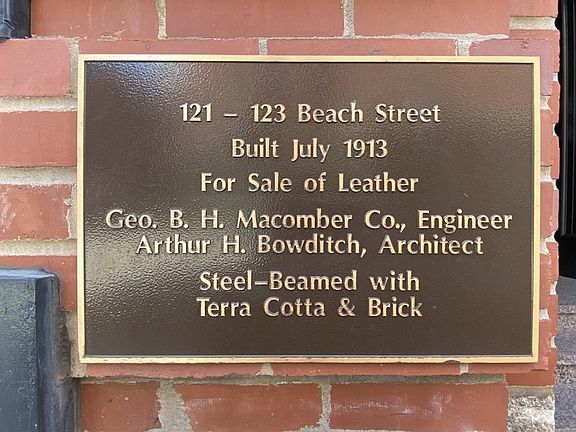 121 – 123 Beach Street
Built July 1913
For Sale of Leather
Geo. B. H. Macomber Co., Engineer
Arthur H. Bowditch, Architect
Steel–Beamed with
Terra Cotta & Brick